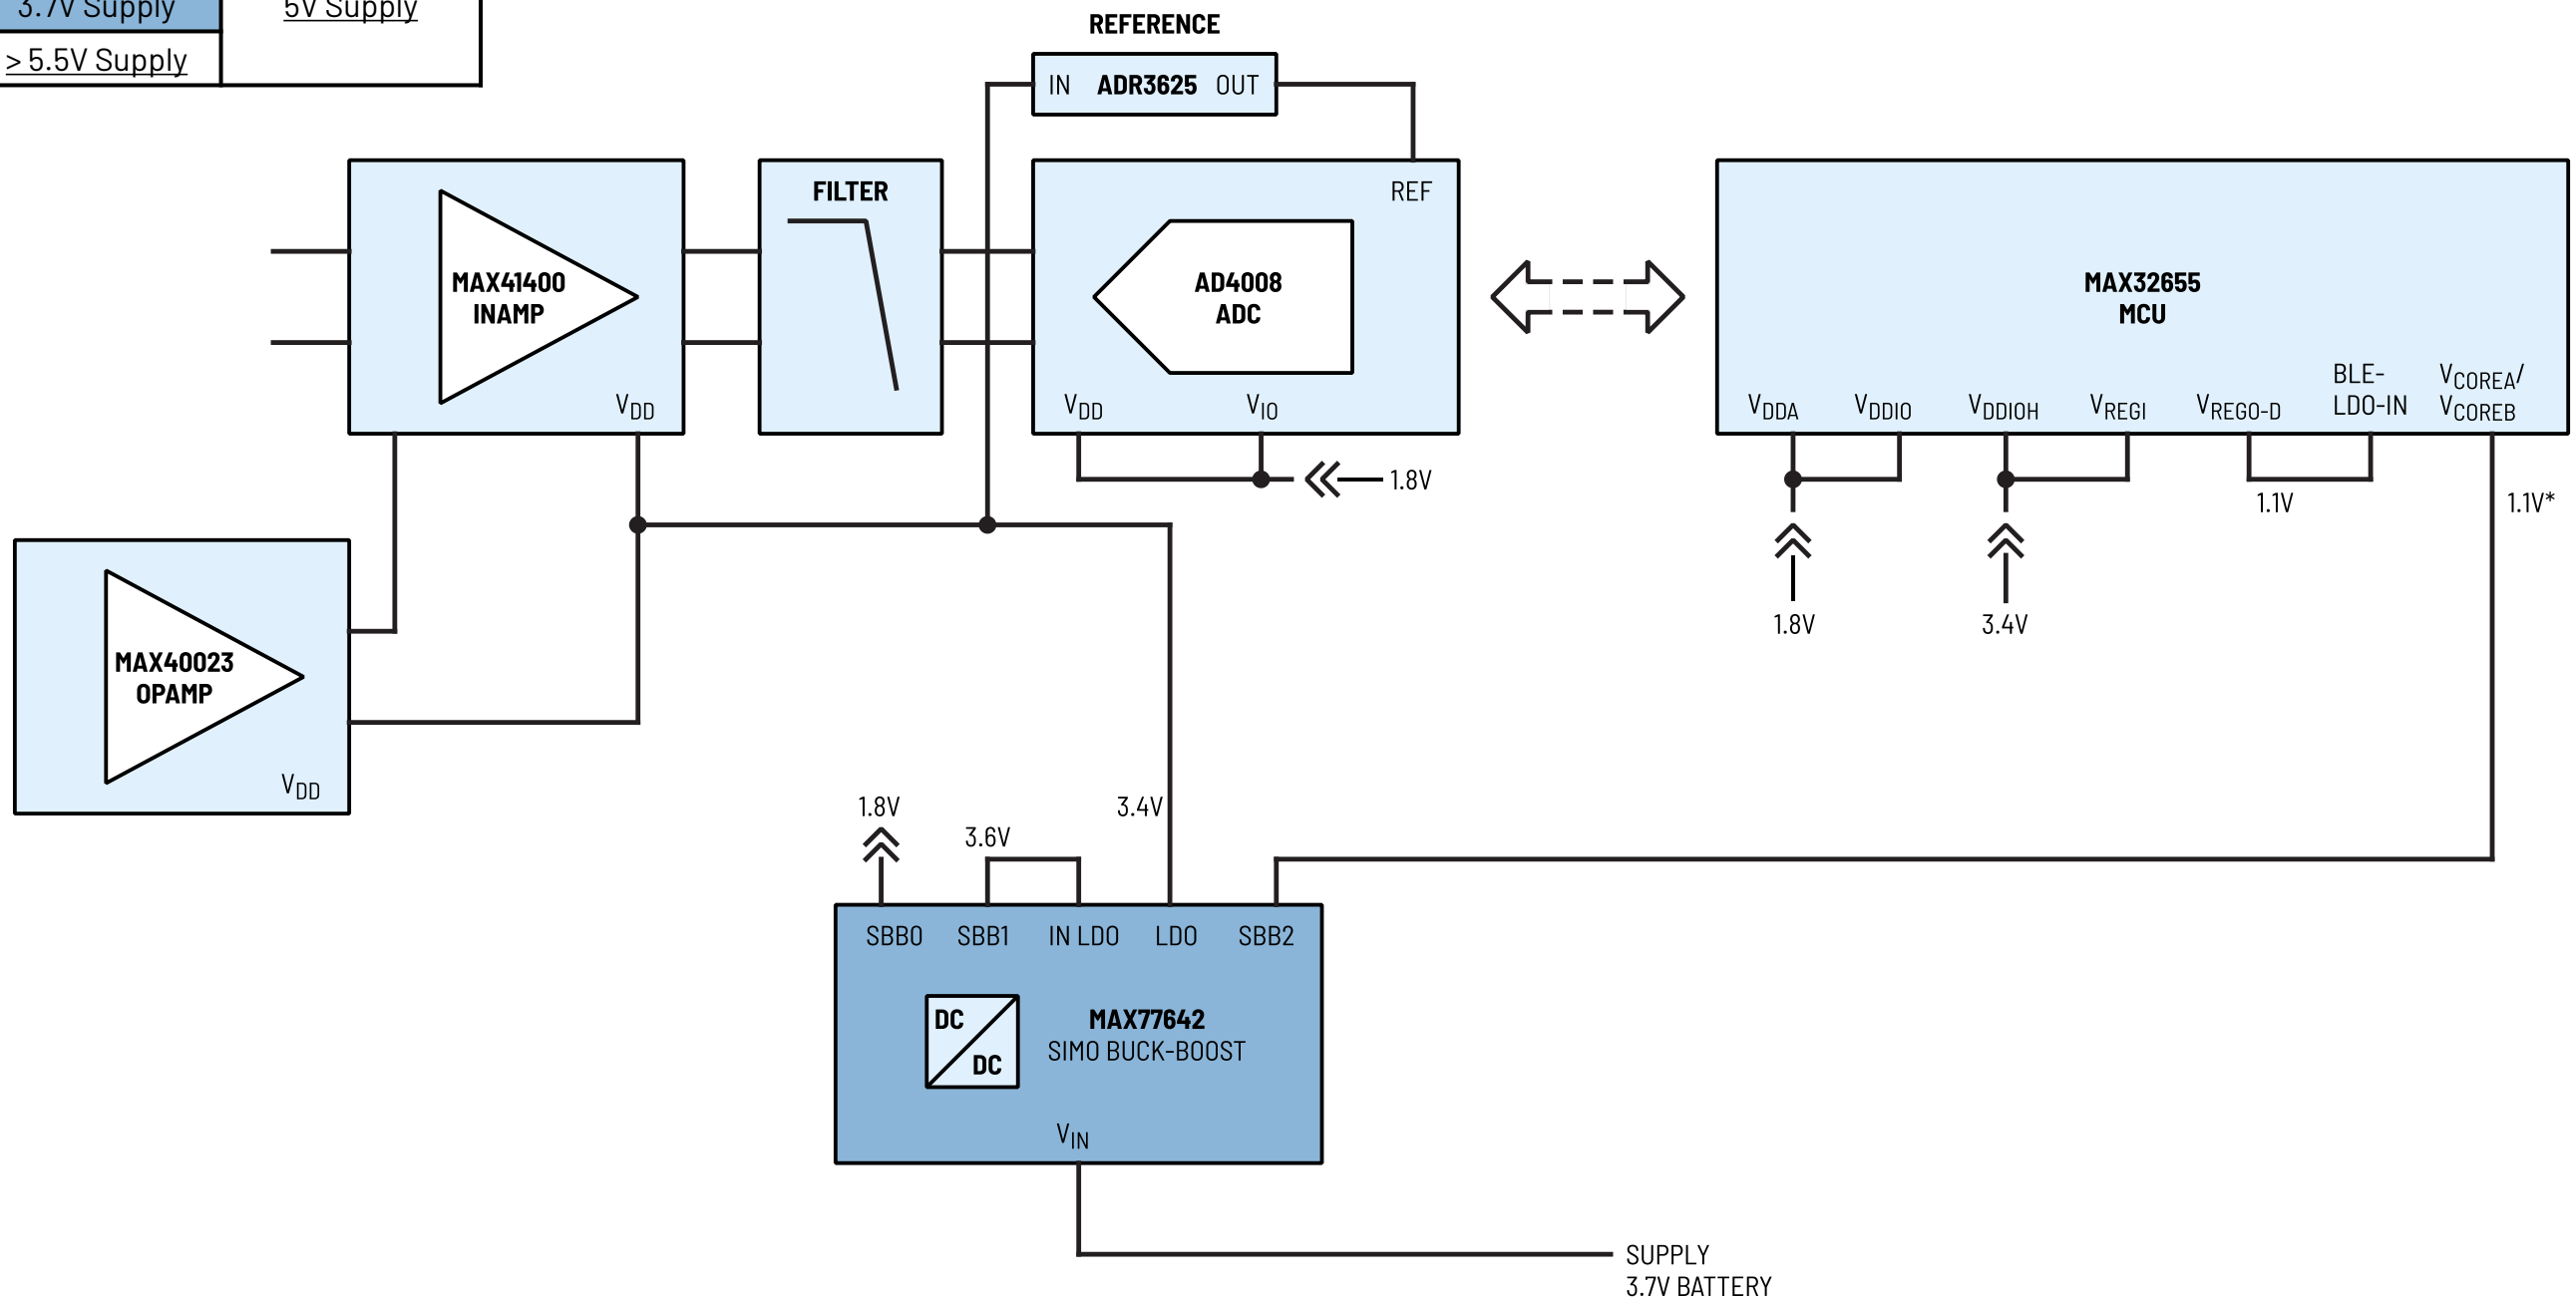 3.7V Supply
5V Supply
> 5.5V Supply
REFERENCE
IN ADR3625 OUT
FILTER
REF
MAX41400
INAMP
AD4008
ADC
MAX32655
MCU
VDD
VDD
VIO
VDDA
VDDIO
VDDIOH
VREGI
VREGO-D
BLE-
LDO-IN
VCOREA/
VCOREB
1.8V
1.1V
1.1V*
1.8V
3.4V
MAX40023
OPAMP
VDD
1.8V
3.6V
3.4V
SBB0 SBB1 IN LDO LDO SBB2
DC
DC
MAX77642
SIMO BUCK-BOOST
VIN
SUPPLY
3.7V BATTERY